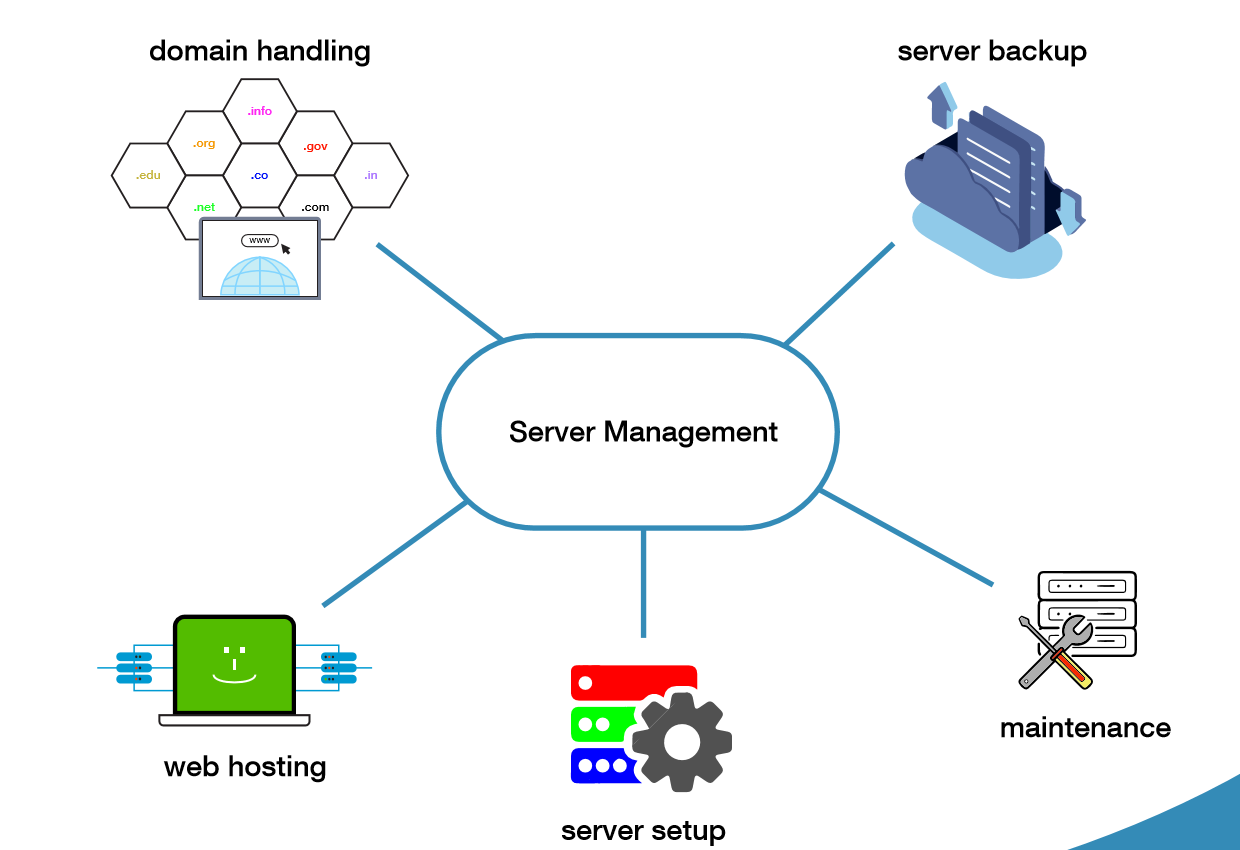 domain handling
server backup
.info
.org
.gov
.edu
.co
.in
.net
.com
www
Server Management
maintenance
web hosting
server setup